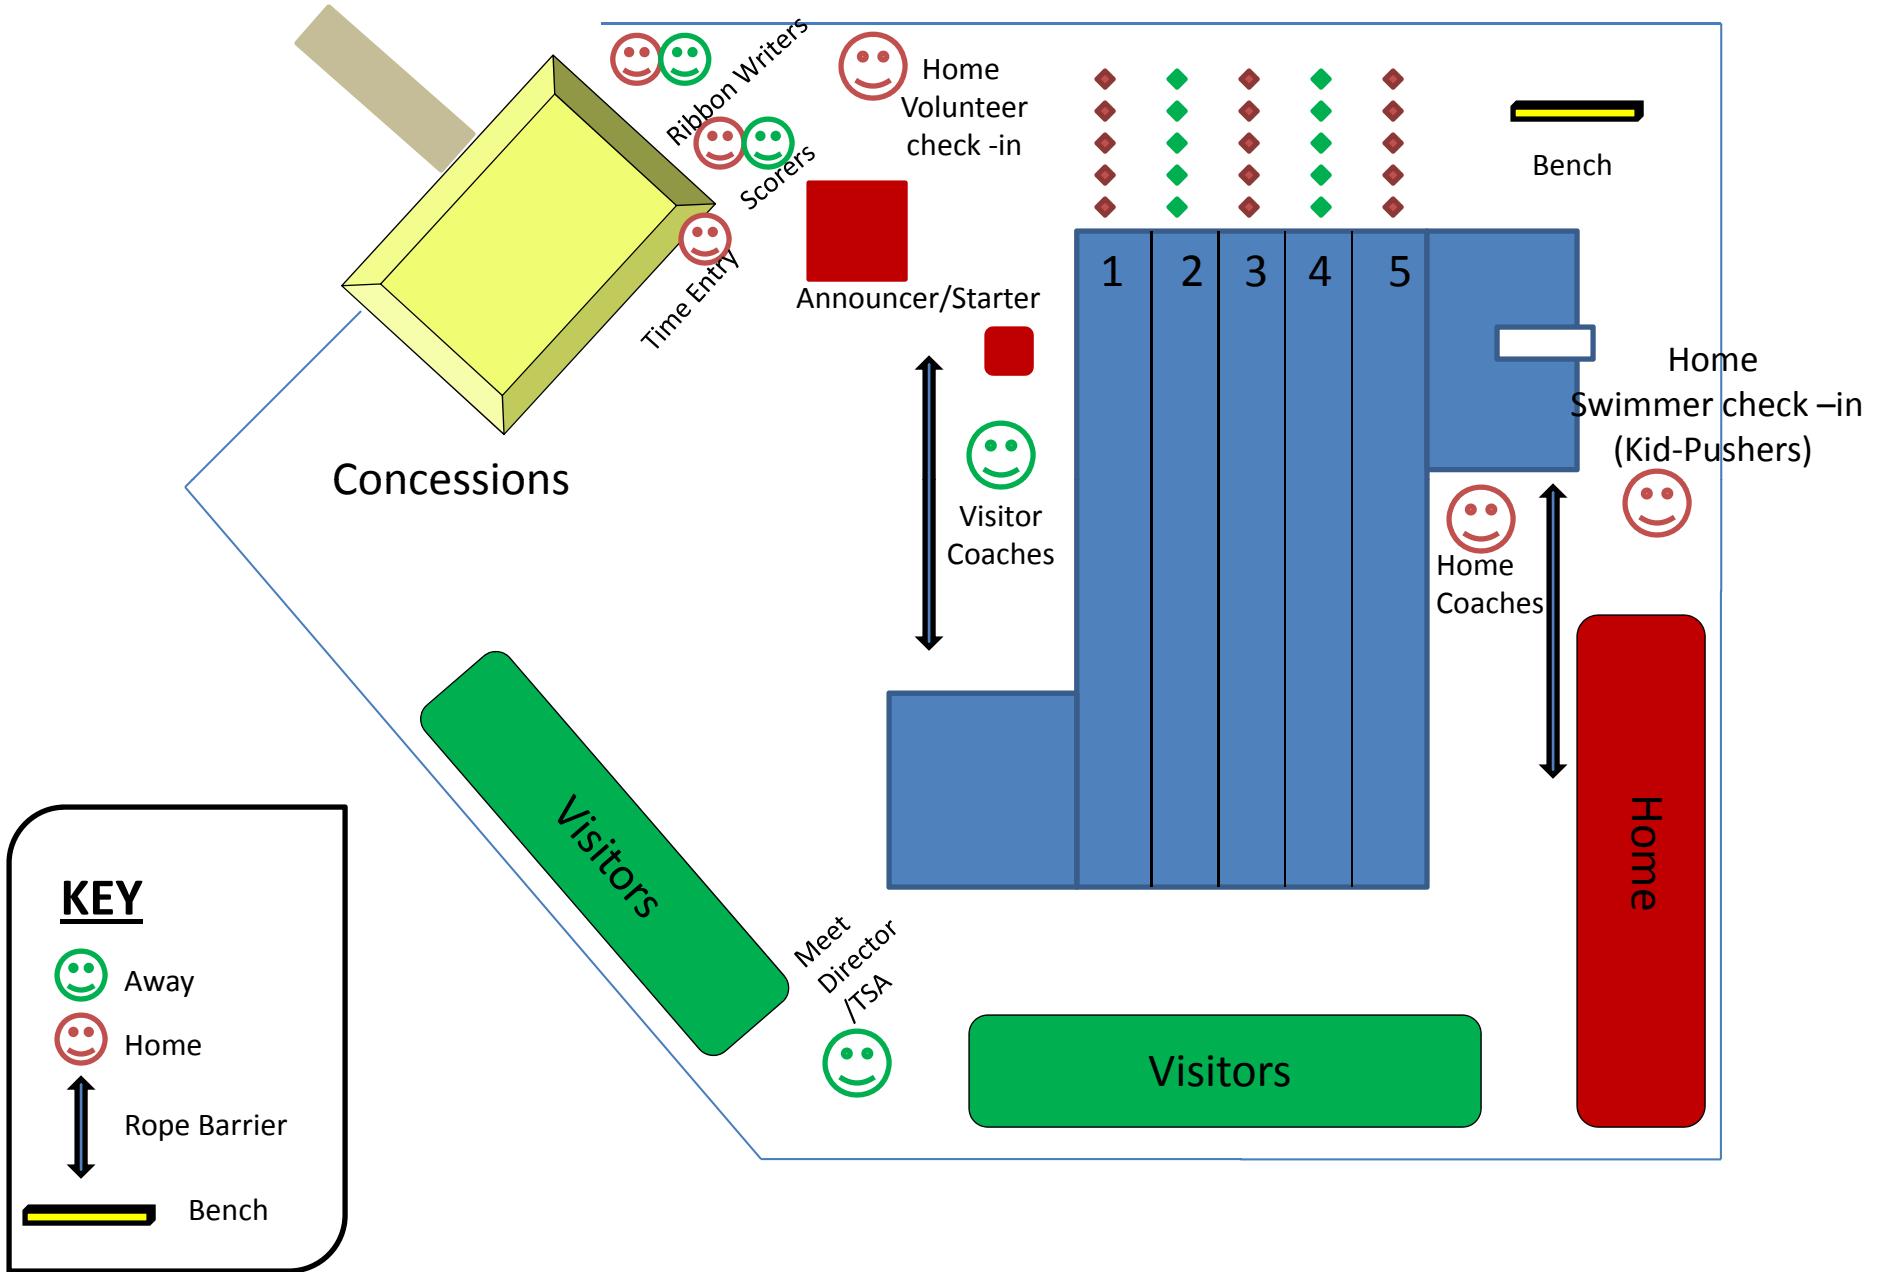 Ribbon Writers
Scorers
Time Entry
Home
Volunteer
check -in
Announcer/Starter
1 2 3 4 5
Bench
Home
Swimmer check –in
(Kid-Pushers)
Concessions
Visitor
Coaches
Home
Coaches
Visitors
Meet
Director
/TSA
Visitors
Home
KEY
Away
Home
Rope Barrier
Bench